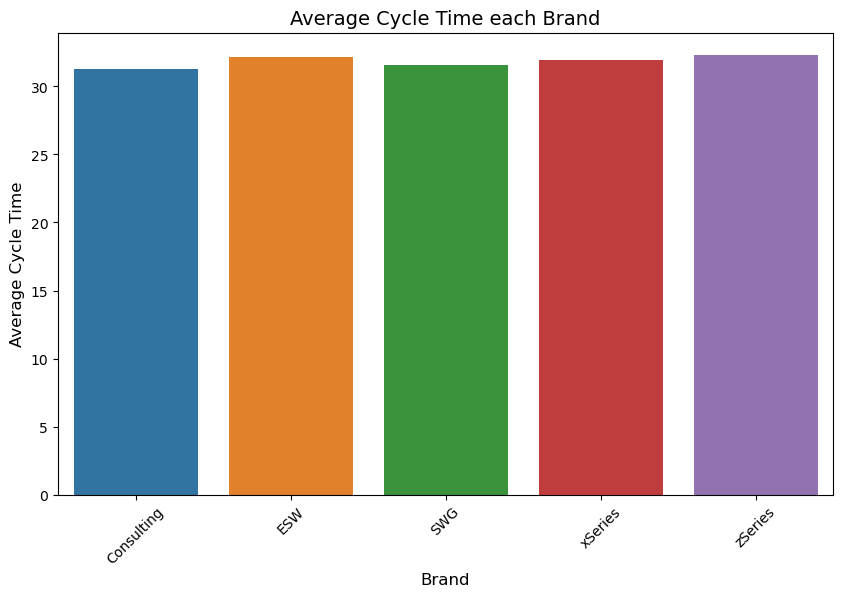 Average Cycle Time each Brand
Average Cycle Time
30
25
20
15
10
5
0
Consulting
ESW
SWG
xSeries
zSeries
Brand